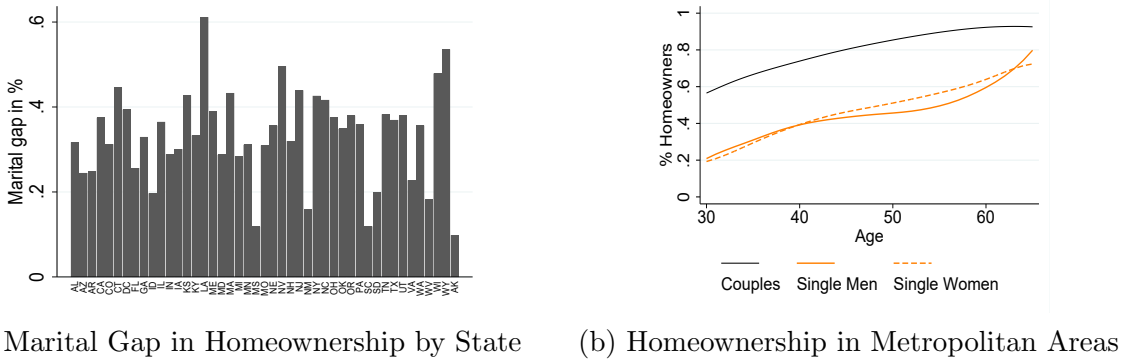 Marital gap in %
.6
.4
.2
0
AL AZ AR CA CO CT DC FL GA ID IL IN IA KS KY LA ME MD MA MI MN MS MO NE NV NH NJ NM NY NC OH OK OR PA SC SD TN TX UT VA WA WV WI WY AK
Marital Gap in Homeownership by State
% Homeowners
1
.8
.6
.4
.2
0
30 40 50 60
Age
Couples Single Men Single Women
(b) Homeownership in Metropolitan Areas